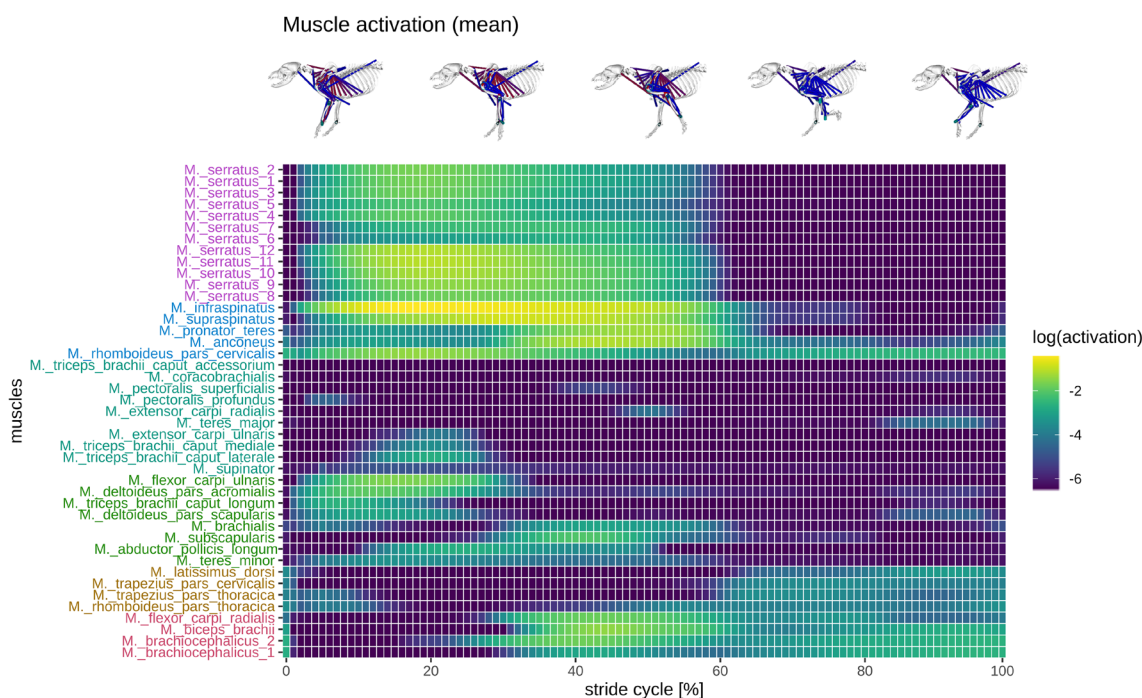 Muscle activation (mean)
muscles
M._serratus_2
M._serratus_1
M._serratus_3
M._serratus_5
M._serratus_4
M._serratus_7
M._serratus_6
M._serratus_12
M._serratus_11
M._serratus_10
M._serratus_9
M._serratus_8
M._infraspinatus
M._supraspinatus
M._pronator_teres
M._anconeus
M._rhomboideus_pars_cervicalis
M._triceps_brachii_caput_accessorium
M._coracobrachialis
M._pectoralis_superficialis
M._pectoralis_profundus
M._extensor_carpi_radialis
M._teres_major
M._extensor_carpi_ulnaris
M._triceps_brachii_caput_mediale
M._triceps_brachii_caput_laterale
M._supinator
M._flexor_carpi_ulnaris
M._deltoideus_pars_acromialis
M._triceps_brachii_caput_longum
M._deltoideus_pars_scapularis
M._brachialis
M._subscapularis
M._abductor_pollicis_longum
M._teres_minor
M._latissimus_dorsi
M._trapezius_pars_cervicalis
M._trapezius_pars_thoracica
M._rhomboideus_pars_thoracica
M._flexor_carpi_radialis
M._biceps_brachii
M._brachiocephalicus_2
M._brachiocephalicus_1
0 20 40 60 80 100
stride cycle [%]
log(activation)
-2
-4
-6